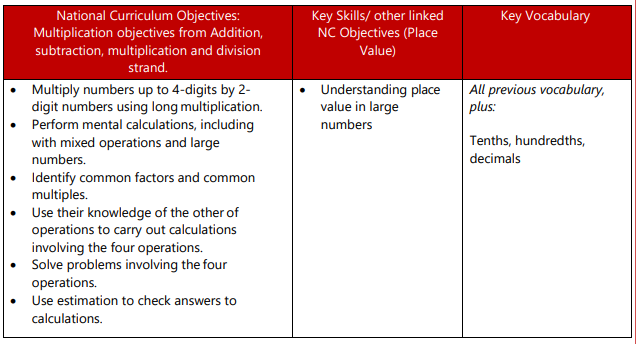 National Curriculum Objectives:
Multiplication objectives from Addition,
subtraction, multiplication and division
strand.
Key Skills/ other linked
NC Objectives (Place
Value)
Key Vocabulary
• Multiply numbers up to 4-digits by 2-
digit numbers using long multiplication.
• Perform mental calculations, including
with mixed operations and large
numbers.
• Identify common factors and common
multiples.
• Use their knowledge of the other of
operations to carry out calculations
involving the four operations.
• Solve problems involving the four
operations.
• Use estimation to check answers to
calculations.
• Understanding place
value in large
numbers
All previous vocabulary,
plus:
Tenths, hundredths,
decimals